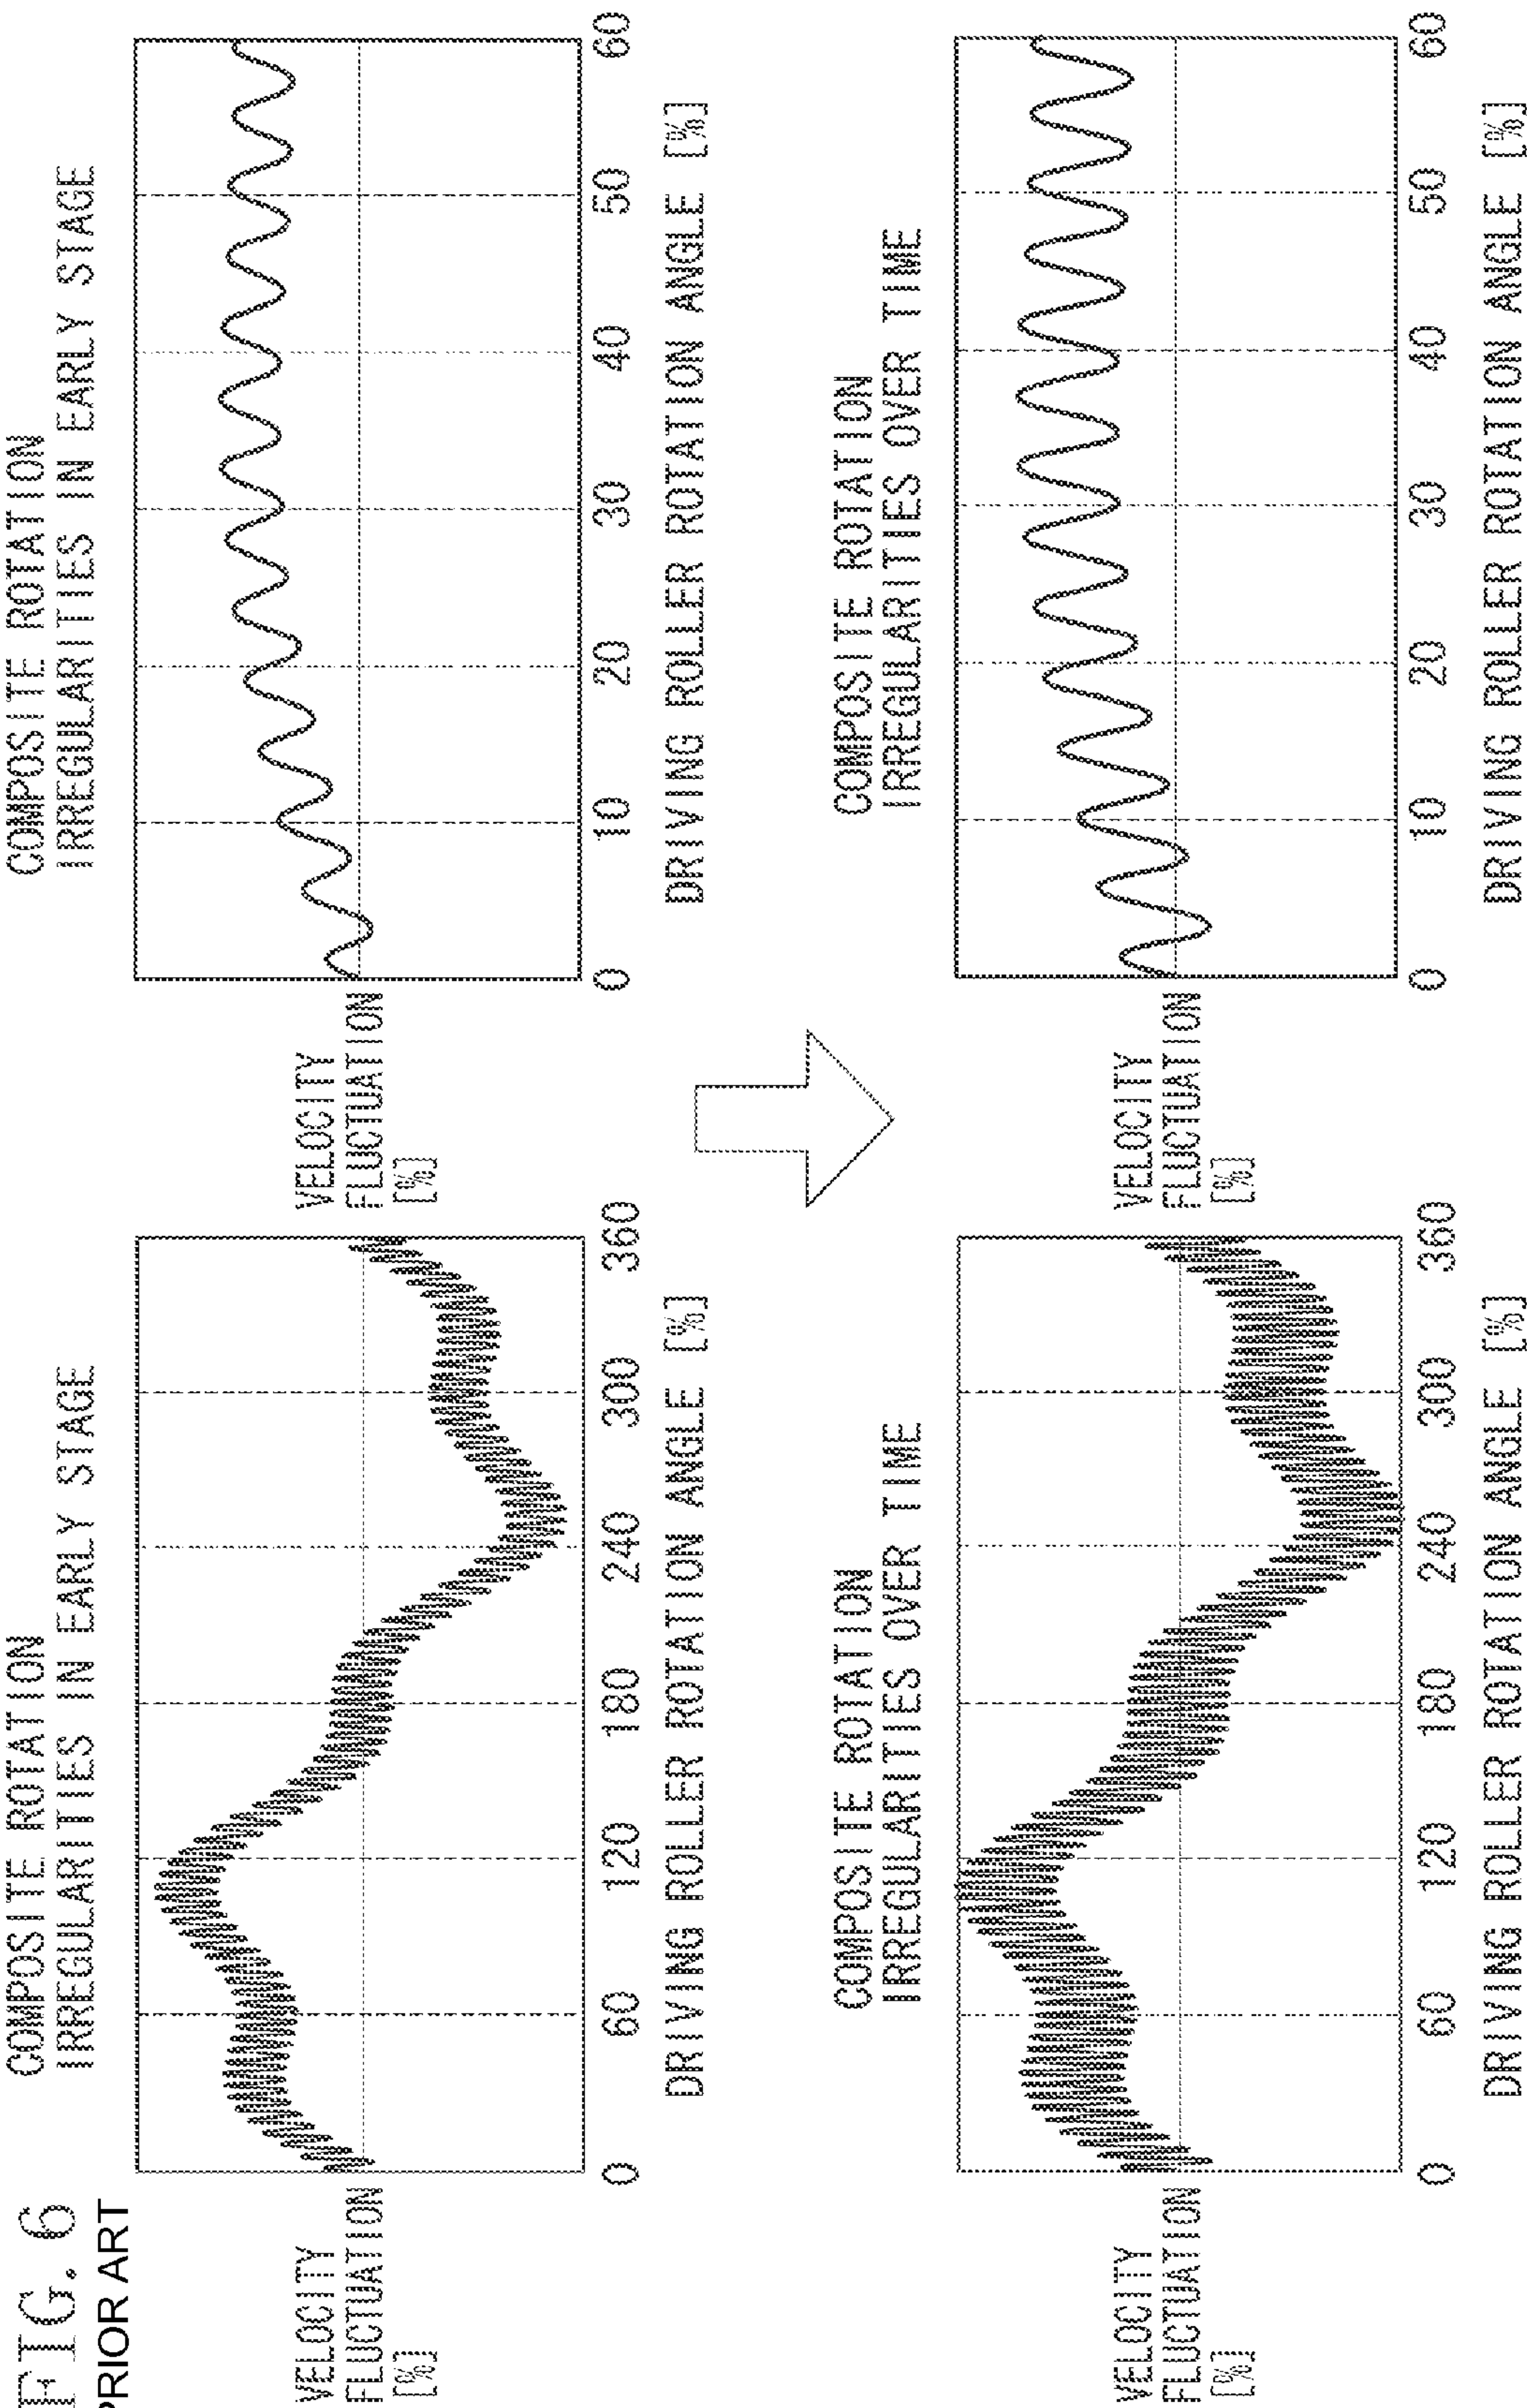 FIG. 6
PRIOR ART
COMPOSITE ROTATION
IRREGULARITIES IN EARLY STAGE
VELOCITY
FLUCTUATION
[%]
0 60 120 180 240 300 360
DRIVING ROLLER ROTATION ANGLE [%]
COMPOSITE ROTATION
IRREGULARITIES IN EARLY STAGE
VELOCITY
FLUCTUATION
[%]
0 10 20 30 40 50 60
DRIVING ROLLER ROTATION ANGLE [%]
COMPOSITE ROTATION
IRREGULARITIES OVER TIME
VELOCITY
FLUCTUATION
[%]
0 60 120 180 240 300 360
DRIVING ROLLER ROTATION ANGLE [%]
COMPOSITE ROTATION
IRREGULARITIES OVER TIME
VELOCITY
FLUCTUATION
[%]
0 10 20 30 40 50 60
DRIVING ROLLER ROTATION ANGLE [%]